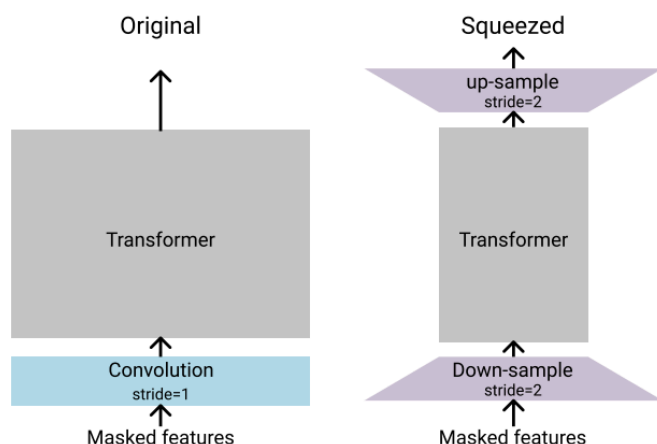 Original
Transformer
Convolution
stride=1
Masked features
Squeezed
up-sample
stride=2
Transformer
Down-sample
stride=2
Masked features